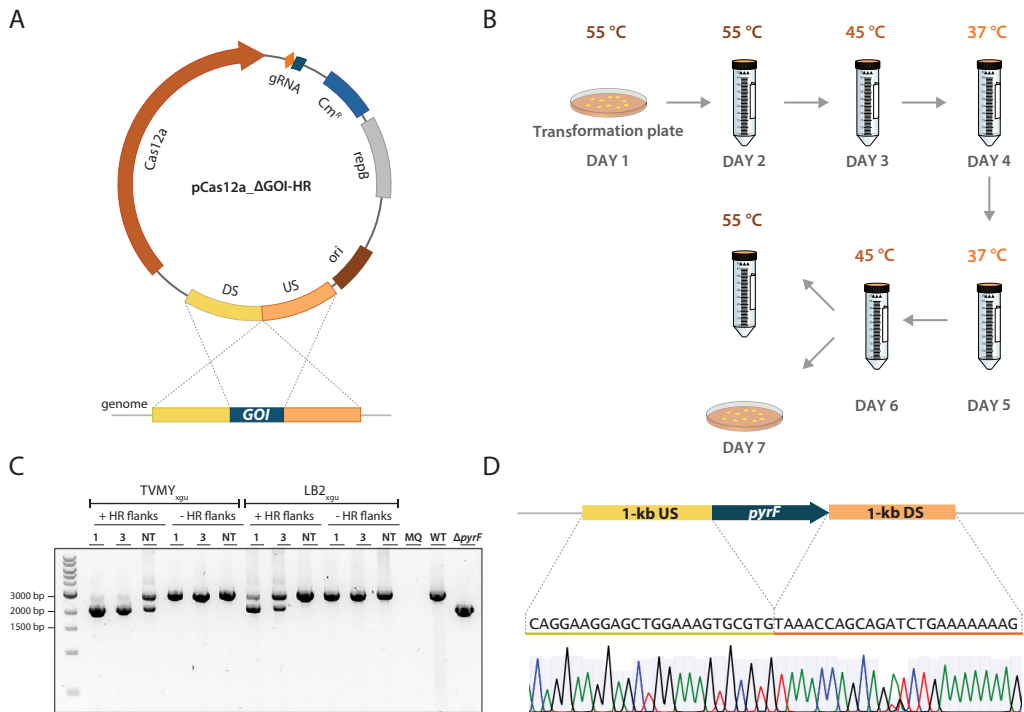 A
gRNA
Cm^R
repB
Cas12a
pCas12a_ΔGOI-HR
ori
DS
US
genome
GOI
B
55 °C
55 °C
45 °C
37 °C
Transformation plate
DAY 1
DAY 2
DAY 3
DAY 4
55 °C
45 °C
37 °C
DAY 6
DAY 5
DAY 7
C
TVMY_xgu
LB2_xgu
+ HR flanks
- HR flanks
+ HR flanks
- HR flanks
1 3 NT 1 3 NT 1 3 NT 1 3 NT MQ WT ΔpyrF
3000 bp
2000 bp
1500 bp
D
1-kb US
pyrF
1-kb DS
CAGGAAGGAGCTGGAAAGTGCGTGTAAACCAGCAGATCTGAAAAAAAG